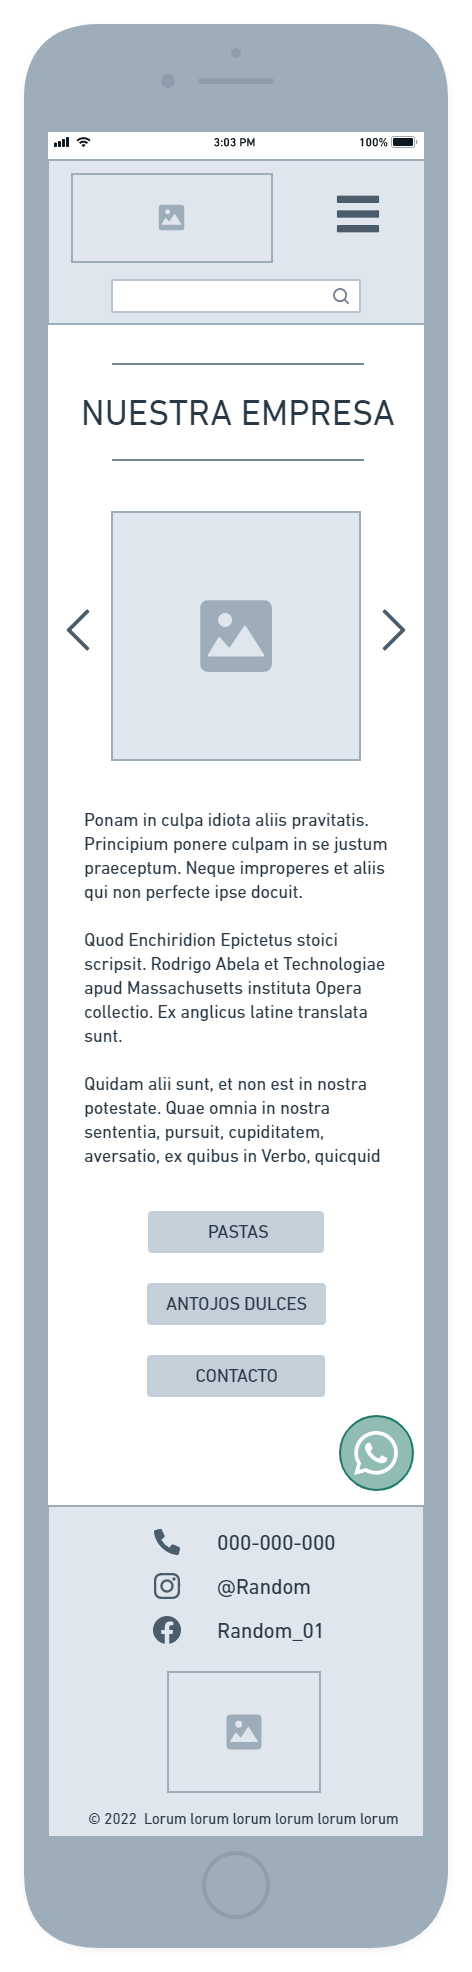 3:03 PM
100%
NUESTRA EMPRESA
Ponam in culpa idiota aliis pravitatis.
Principium ponere culpam in se justum
praeceptum. Neque improperes et aliis
qui non perfecte ipse docuit.
Quod Enchiridion Epictetus stoici
scripsit. Rodrigo Abela et Technologiae
apud Massachusetts instituta Opera
collectio. Ex anglicus latine translata
sunt.
Quidam alii sunt, et non est in nostra
potestate. Quae omnia in nostra
sententia, pursuit, cupiditatem,
aversatio, ex quibus in Verbo, quicquid
PASTAS
ANTOJOS DULCES
CONTACTO
000-000-000
@Random
Random_01
© 2022 Lorum lorum lorum lorum lorum lorum